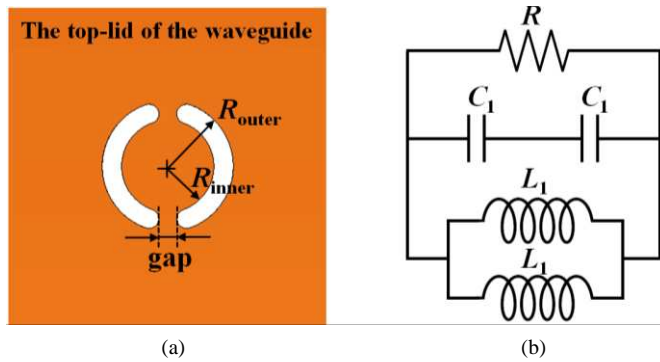 The top-lid of the waveguide
R_outer
R_inner
gap
(a)
R
C_1 C_1
L_1
L_1
(b)